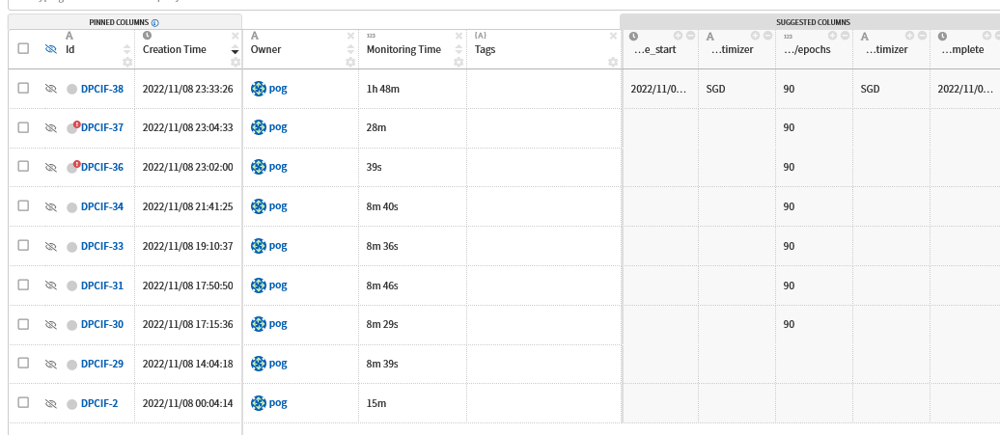 PINNED COLUMNS SUGGESTED COLUMNS
Id Creation Time Owner Monitoring Time Tags ...e_start ...timizer .../epochs ...timizer ...mplete
DPCIF-38 2022/11/08 23:33:26 pog 1h 48m 2022/11/0... SGD 90 SGD 2022/11/0...
DPCIF-37 2022/11/08 23:04:33 pog 28m 90
DPCIF-36 2022/11/08 23:02:00 pog 39s 90
DPCIF-34 2022/11/08 21:41:25 pog 8m 40s 90
DPCIF-33 2022/11/08 19:10:37 pog 8m 36s 90
DPCIF-31 2022/11/08 17:50:50 pog 8m 46s 90
DPCIF-30 2022/11/08 17:15:36 pog 8m 29s 90
DPCIF-29 2022/11/08 14:04:18 pog 8m 39s
DPCIF-2 2022/11/08 00:04:14 pog 15m